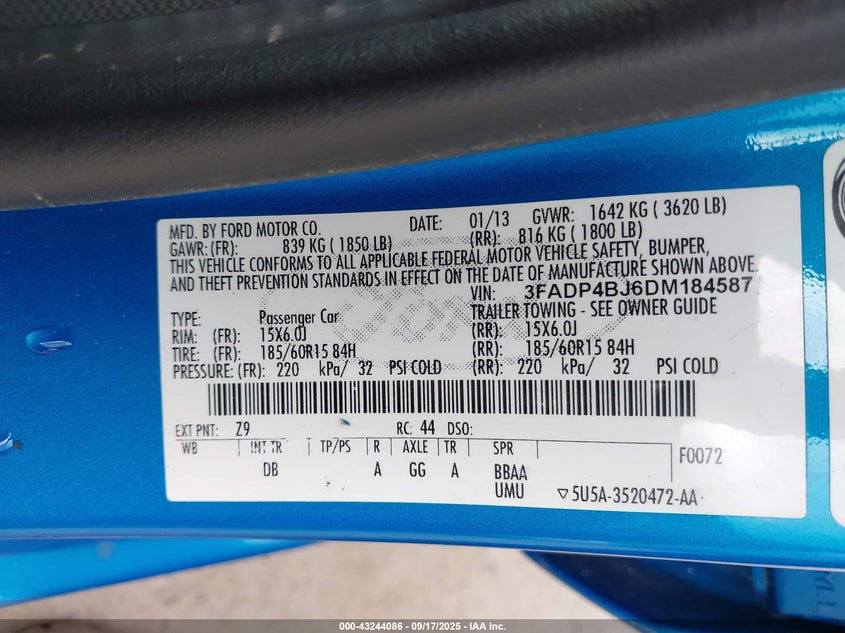 MFD. BY FORD MOTOR CO. DATE: 01/13 GVWR: 1642 KG ( 3620 LB)
GAWR: (FR): 839 KG ( 1850 LB) (RR): 816 KG ( 1800 LB)
THIS VEHICLE CONFORMS TO ALL APPLICABLE FEDERAL MOTOR VEHICLE SAFETY, BUMPER,
AND THEFT PREVENTION STANDARDS IN EFFECT ON THE DATE OF MANUFACTURE SHOWN ABOVE.
VIN: 3FADP4BJ6DM184587
TYPE: Passenger Car TRAILER TOWING - SEE OWNER GUIDE
RIM: (FR): 15X6.0J (RR): 15X6.0J
TIRE: (FR): 185/60R15 84H (RR): 185/60R15 84H
PRESSURE: (FR): 220 kPa/ 32 PSI COLD (RR): 220 kPa/ 32 PSI COLD
EXT PNT: Z9 RC: 44 DSO:
WB INT TR TP/PS R AXLE TR SPR F0072
DB A GG A BBAA
UMU ▽5U5A-3520472-AA
000-43244086 - 09/17/2025 - IAA Inc.